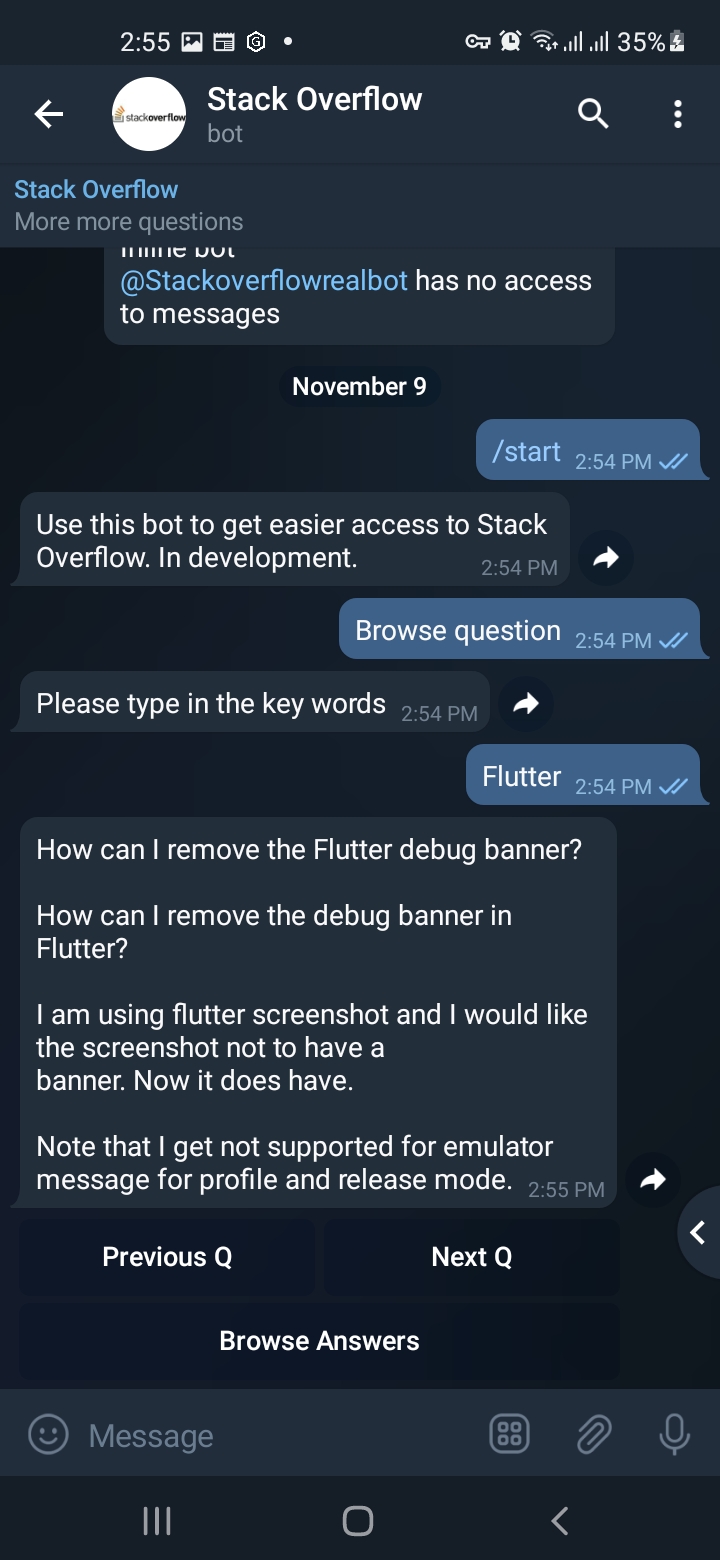 2:55
35%
stackoverflow
Stack Overflow
bot
Stack Overflow
More more questions
Inline bot
@Stackoverflowrealbot has no access
to messages
November 9
/start 2:54 PM
Use this bot to get easier access to Stack
Overflow. In development. 2:54 PM
Browse question 2:54 PM
Please type in the key words 2:54 PM
Flutter 2:54 PM
How can I remove the Flutter debug banner?
How can I remove the debug banner in
Flutter?
I am using flutter screenshot and I would like
the screenshot not to have a
banner. Now it does have.
Note that I get not supported for emulator
message for profile and release mode. 2:55 PM
Previous Q Next Q
Browse Answers
Message